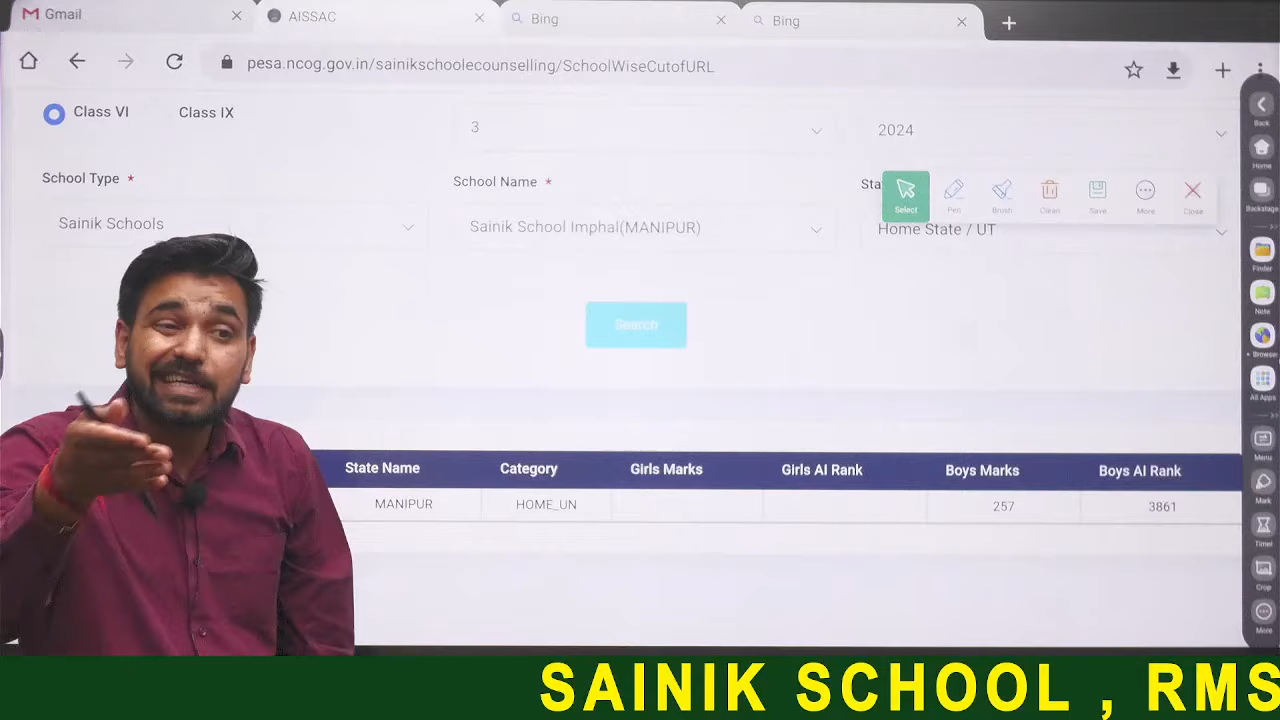 Gmail
AISSAC
Bing
Bing
pesa.ncog.gov.in/sainikschoolecounselling/SchoolWiseCutofURL
Class VI
Class IX
3
2024
School Type *
School Name *
Sta
Sainik Schools
Sainik School Imphal(MANIPUR)
Home State / UT
Select
Pen
Brush
Clean
Save
More
Close
Search
State Name
Category
Girls Marks
Girls AI Rank
Boys Marks
Boys AI Rank
MANIPUR
HOME_UN
257
3861
Back
Home
Backstage
Finder
Note
Browser
All Apps
Menu
Mark
Timer
Crop
More
SAINIK SCHOOL , RMS